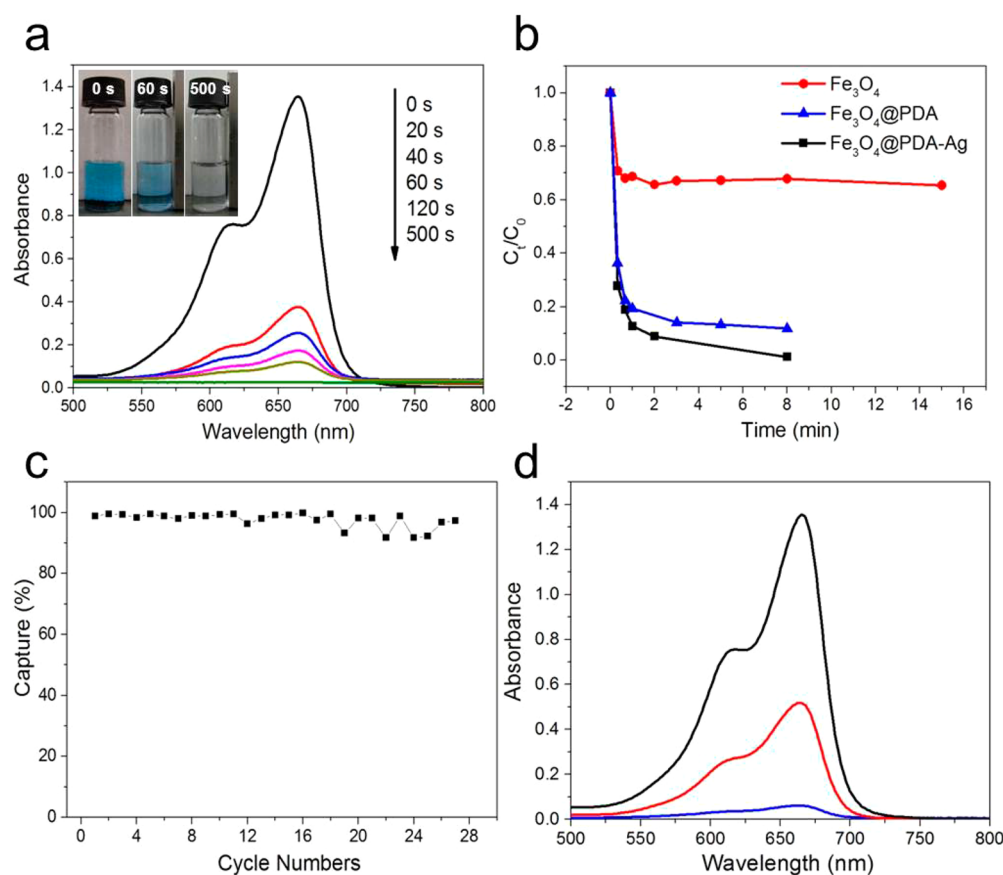 a
0 s 60 s 500 s
0 s
20 s
40 s
60 s
120 s
500 s
Absorbance
1.4
1.2
1.0
0.8
0.6
0.4
0.2
0.0
500 550 600 650 700 750 800
Wavelength (nm)
b
Fe₃O₄
Fe₃O₄@PDA
Fe₃O₄@PDA-Ag
Cₜ/C₀
1.0
0.8
0.6
0.4
0.2
0.0
-2 0 2 4 6 8 10 12 14 16
Time (min)
c
Capture (%)
100
80
60
40
20
0
0 4 8 12 16 20 24 28
Cycle Numbers
d
Absorbance
1.4
1.2
1.0
0.8
0.6
0.4
0.2
0.0
500 550 600 650 700 750 800
Wavelength (nm)